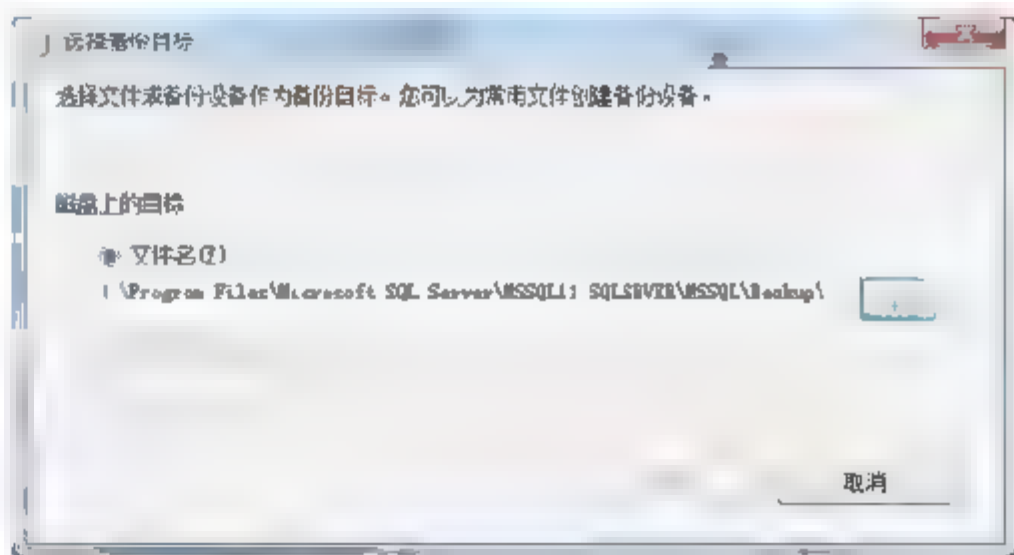 选择备份目标
选择文件或备份设备作为备份目标。您可以为常用文件创建备份设备。
磁盘上的目标
文件名(F)
\Program Files\Microsoft SQL Server\MSSQL11 SQLSERVER\MSSQL\Backup\
取消